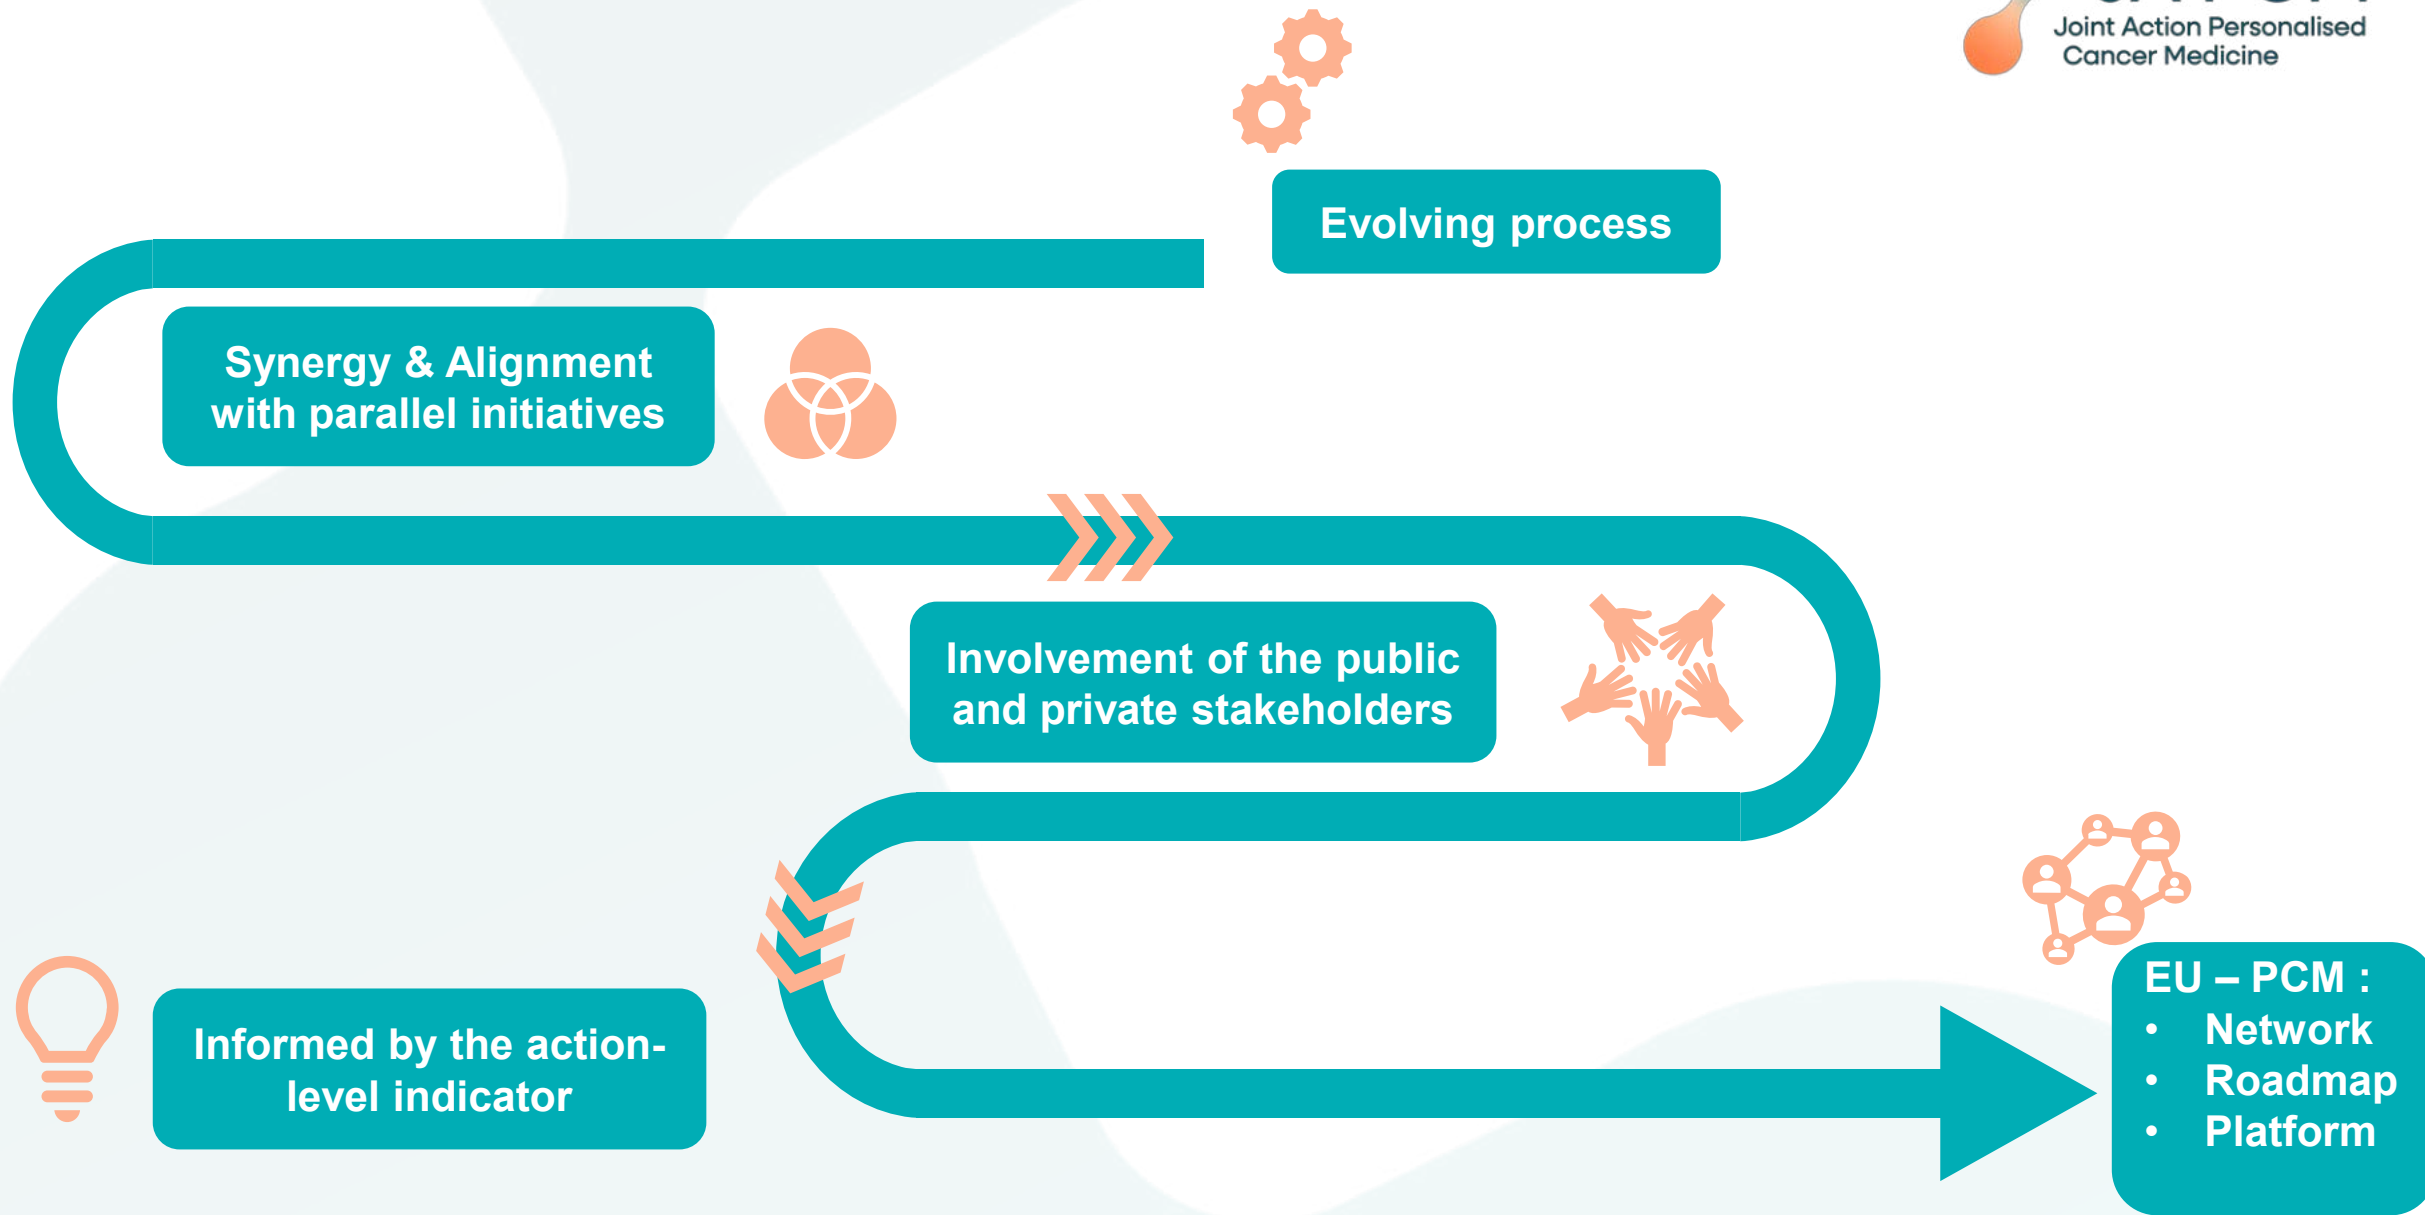 Joint Action Personalised
Cancer Medicine
Evolving process
Synergy & Alignment
with parallel initiatives
Involvement of the public
and private stakeholders
Informed by the action-
level indicator
EU – PCM :
• Network
• Roadmap
• Platform